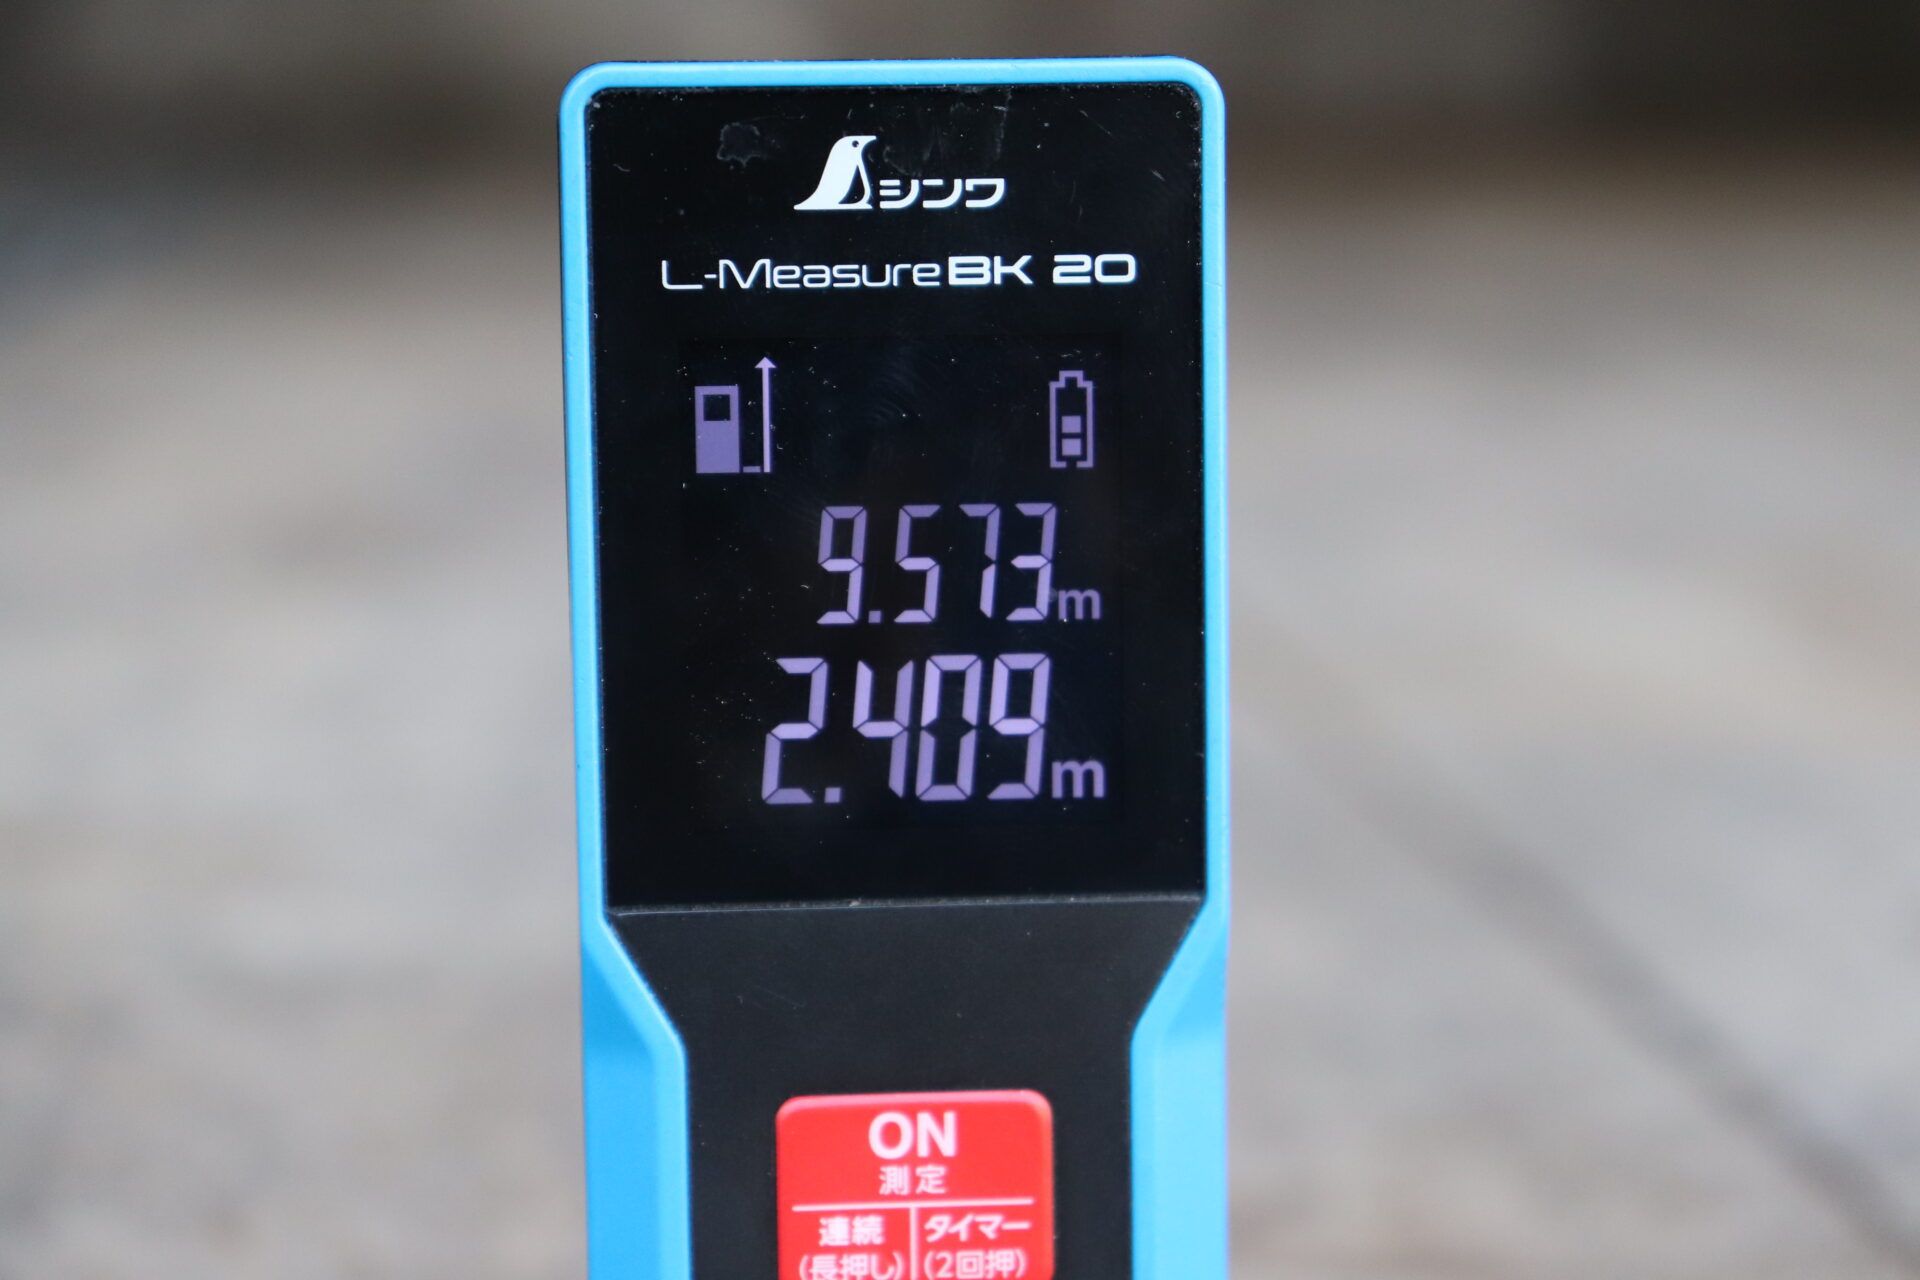 シンワ
L-Measure BK 20
9.573m
2.409m
ON
測定
連続 タイマー
(長押し) (2回押)